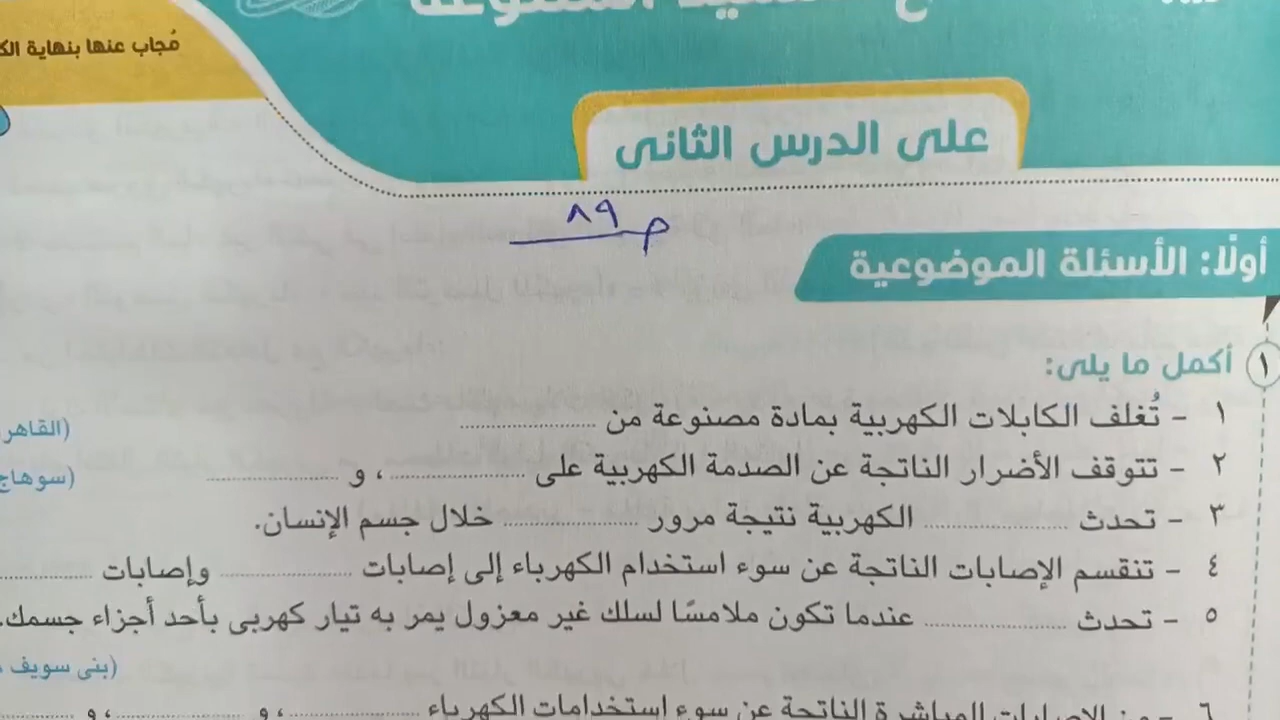 مُجاب عنها بنهاية
على الدرس الثانى
ص ٨٩
أولًا: الأسئلة الموضوعية
١ أكمل ما يلى:
١ - تُغلف الكابلات الكهربية بمادة مصنوعة من ....................
٢ - تتوقف الأضرار الناتجة عن الصدمة الكهربية على .................... ، و ....................
٣ - تحدث .................... الكهربية نتيجة مرور .................... خلال جسم الإنسان.
٤ - تنقسم الإصابات الناتجة عن سوء استخدام الكهرباء إلى إصابات .................... وإصابات ....................
٥ - تحدث .................... عندما تكون ملامسًا لسلك غير معزول يمر به تيار كهربى بأحد أجزاء جسمك.
(بنى سويف
٦ - من الإصابات المباشرة الناتجة عن سوء استخدامات الكهرباء .................... ، و .................... ، و ....................